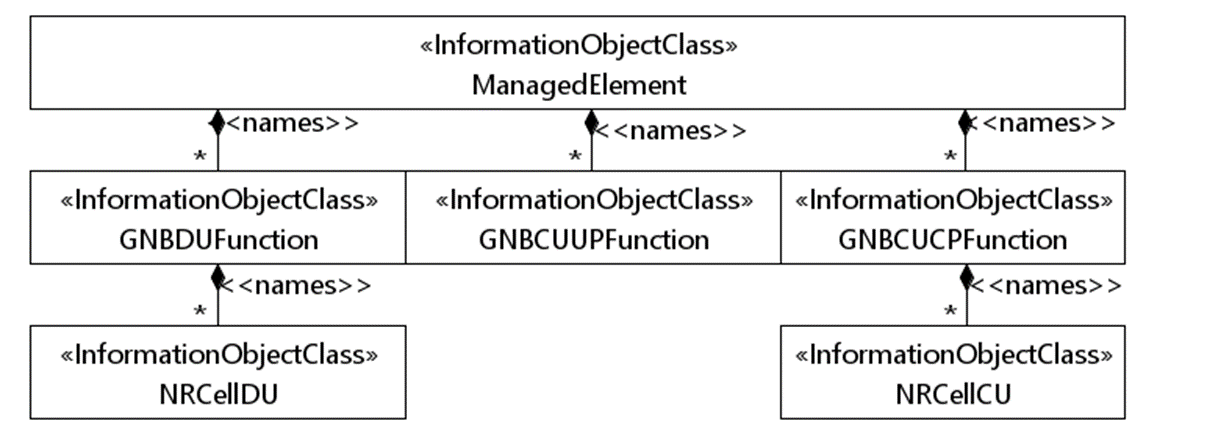 «InformationObjectClass»
ManagedElement
<<names>>
<<names>>
<<names>>
*
*
*
«InformationObjectClass»
GNBDUFunction
«InformationObjectClass»
GNBCUUPFunction
«InformationObjectClass»
GNBCUCPFunction
<<names>>
<<names>>
*
*
«InformationObjectClass»
NRCellDU
«InformationObjectClass»
NRCellCU